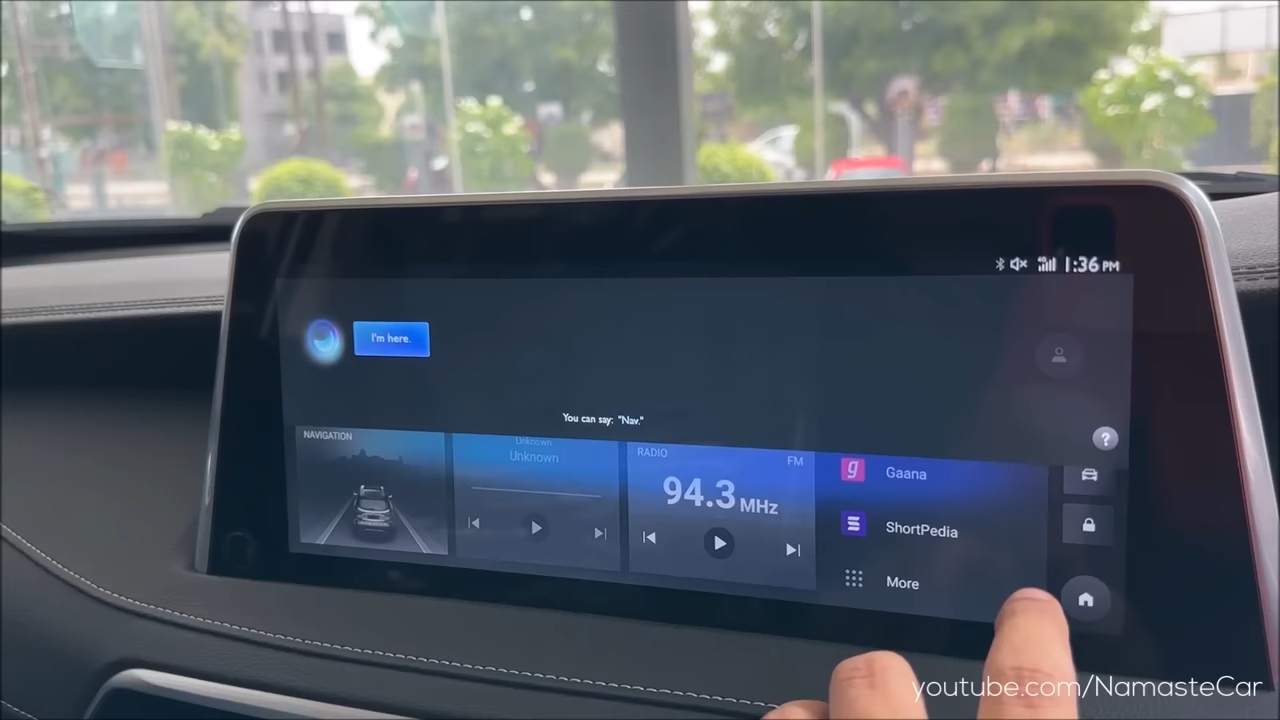 1:36 PM
I'm here.
You can say: "Nav."
?
NAVIGATION
Unknown
Unknown
RADIO
FM
94.3 MHz
g
Gaana
ShortPedia
More
youtube.com/NamasteCar